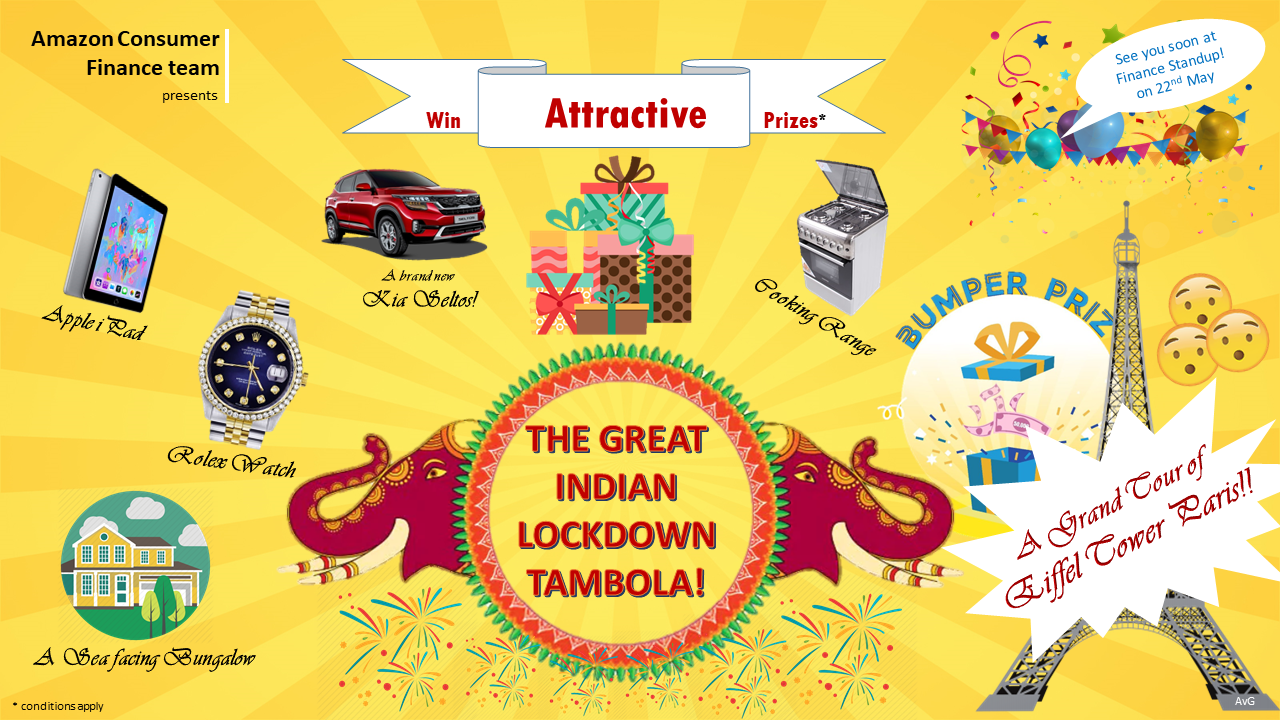 Amazon Consumer
Finance team
presents
Win Attractive Prizes*
See you soon at
Finance Standup!
on 22nd May
Apple i Pad
A brand new
Kia Seltos!
Cooking Range
Rolex Watch
BUMPER PRIZ
THE GREAT
INDIAN
LOCKDOWN
TAMBOLA!
A Grand Tour of
Eiffel Tower Paris!!
A Sea facing Bungalow
* conditions apply
AvG